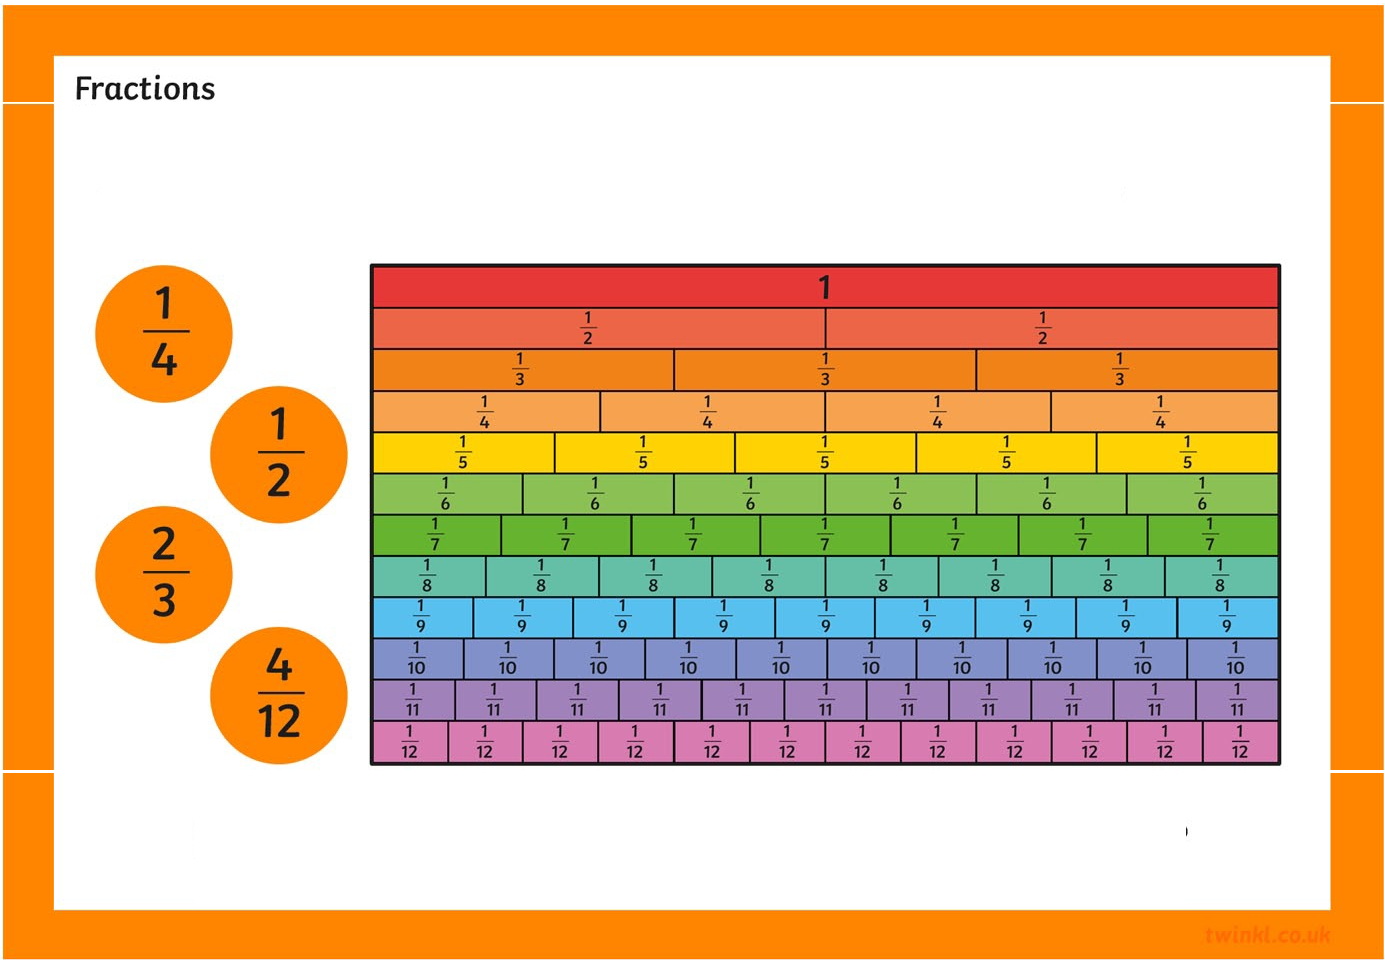 Fractions
1/4
1/2
2/3
4/12
1
1/2 1/2
1/3 1/3 1/3
1/4 1/4 1/4 1/4
1/5 1/5 1/5 1/5 1/5
1/6 1/6 1/6 1/6 1/6 1/6
1/7 1/7 1/7 1/7 1/7 1/7 1/7
1/8 1/8 1/8 1/8 1/8 1/8 1/8 1/8
1/9 1/9 1/9 1/9 1/9 1/9 1/9 1/9 1/9
1/10 1/10 1/10 1/10 1/10 1/10 1/10 1/10 1/10 1/10
1/11 1/11 1/11 1/11 1/11 1/11 1/11 1/11 1/11 1/11 1/11
1/12 1/12 1/12 1/12 1/12 1/12 1/12 1/12 1/12 1/12 1/12 1/12
twinkl.co.uk